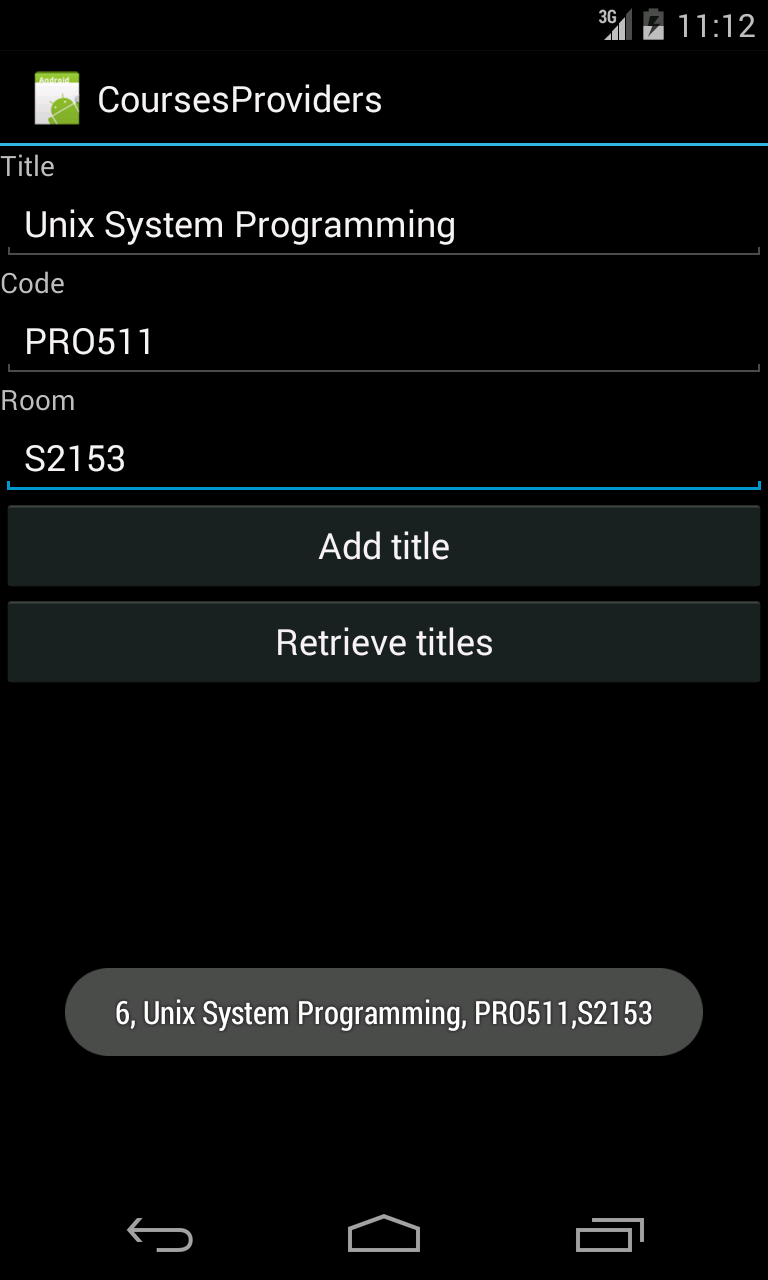 3G 11:12
Android
CoursesProviders
Title
Unix System Programming
Code
PRO511
Room
S2153
Add title
Retrieve titles
6, Unix System Programming, PRO511,S2153